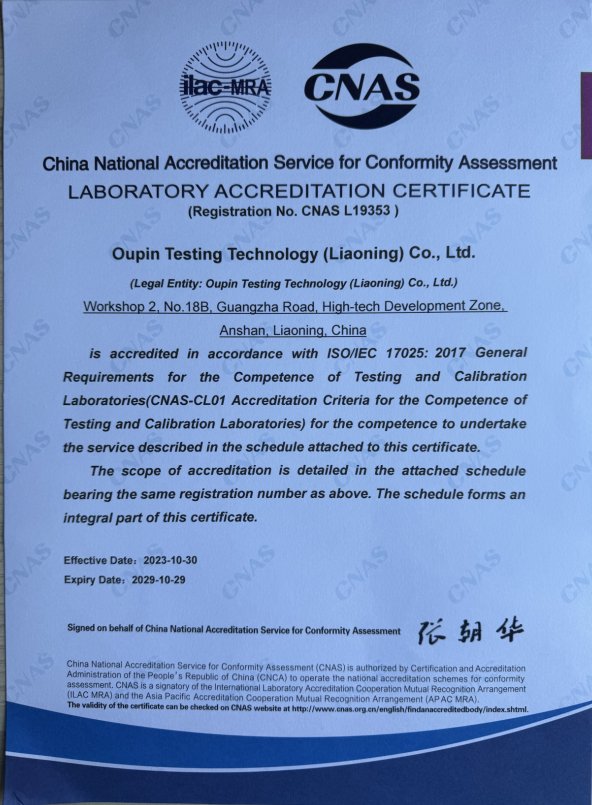 ilac-MRA
CNAS
China National Accreditation Service for Conformity Assessment
LABORATORY ACCREDITATION CERTIFICATE
(Registration No. CNAS L19353 )
Oupin Testing Technology (Liaoning) Co., Ltd.
(Legal Entity: Oupin Testing Technology (Liaoning) Co., Ltd.)
Workshop 2, No.18B, Guangzha Road, High-tech Development Zone,
Anshan, Liaoning, China
is accredited in accordance with ISO/IEC 17025: 2017 General
Requirements for the Competence of Testing and Calibration
Laboratories(CNAS-CL01 Accreditation Criteria for the Competence of
Testing and Calibration Laboratories) for the competence to undertake
the service described in the schedule attached to this certificate.
The scope of accreditation is detailed in the attached schedule
bearing the same registration number as above. The schedule forms an
integral part of this certificate.
Effective Date: 2023-10-30
Expiry Date: 2029-10-29
Signed on behalf of China National Accreditation Service for Conformity Assessment 张朝华
China National Accreditation Service for Conformity Assessment (CNAS) is authorized by Certification and Accreditation
Administration of the People's Republic of China (CNCA) to operate the national accreditation schemes for conformity
assessment. CNAS is a signatory of the International Laboratory Accreditation Cooperation Mutual Recognition Arrangement
(ILAC MRA) and the Asia Pacific Accreditation Cooperation Mutual Recognition Arrangement (APAC MRA).
The validity of the certificate can be checked on CNAS website at http://www.cnas.org.cn/english/findanaccreditedbody/index.shtml.